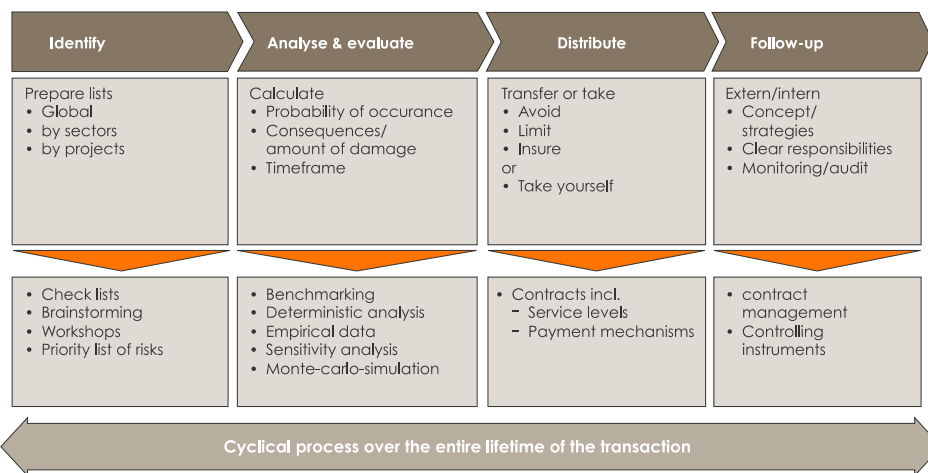 Identify
Analyse & evaluate
Distribute
Follow-up
Prepare lists
• Global
• by sectors
• by projects
Calculate
• Probability of occurance
• Consequences/
amount of damage
• Timeframe
Transfer or take
• Avoid
• Limit
• Insure
or
• Take yourself
Extern/intern
• Concept/
strategies
• Clear responsibilities
• Monitoring/audit
• Check lists
• Brainstorming
• Workshops
• Priority list of risks
• Benchmarking
• Deterministic analysis
• Empirical data
• Sensitivity analysis
• Monte-carlo-simulation
• Contracts incl.
– Service levels
– Payment mechanisms
• contract
management
• Controlling
instruments
Cyclical process over the entire lifetime of the transaction